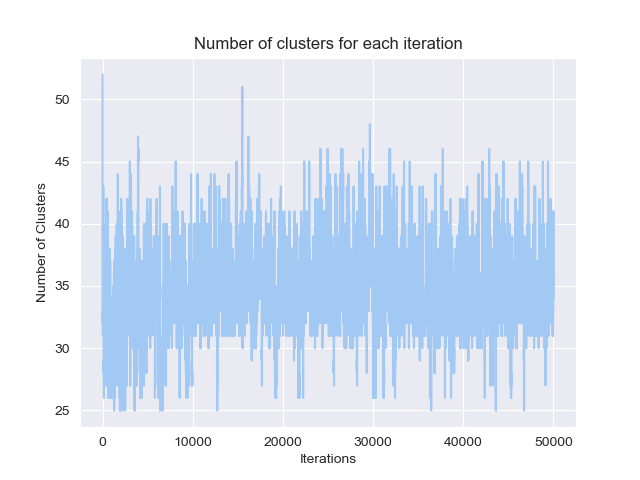 Number of clusters for each iteration
50
45
40
35
30
25
Number of Clusters
0 10000 20000 30000 40000 50000
Iterations